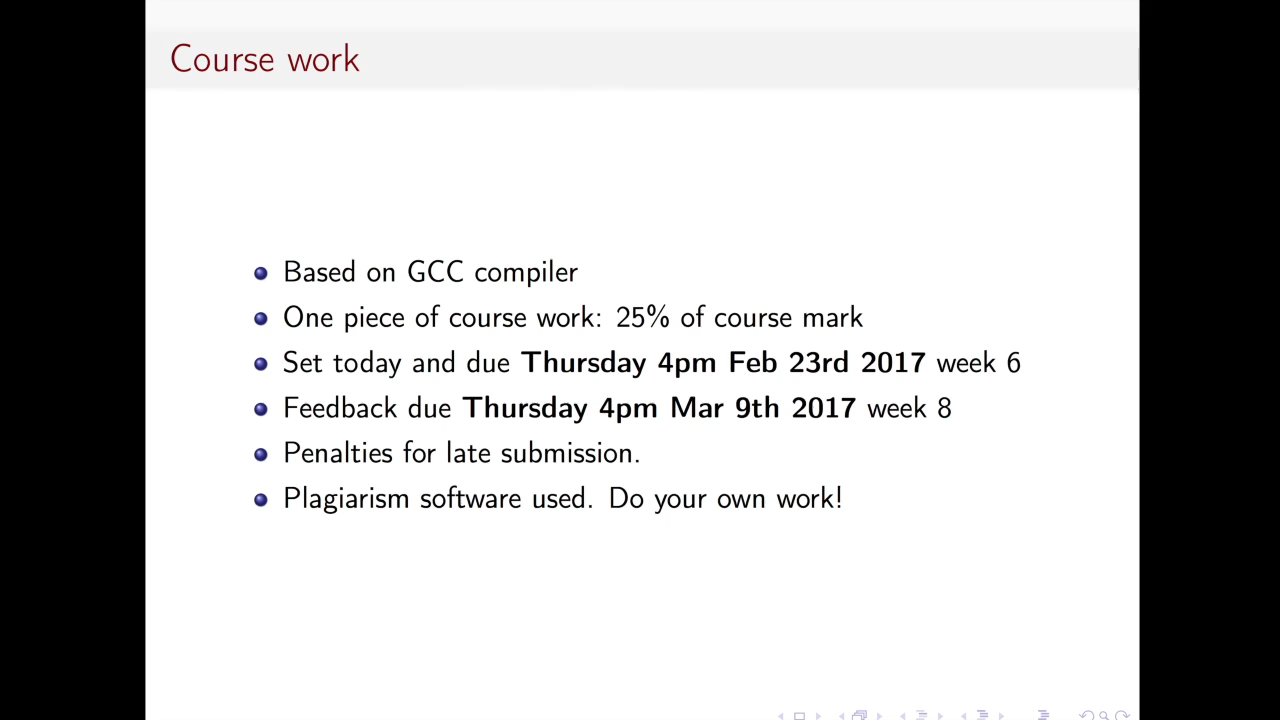 Course work
Based on GCC compiler
One piece of course work: 25% of course mark
Set today and due Thursday 4pm Feb 23rd 2017 week 6
Feedback due Thursday 4pm Mar 9th 2017 week 8
Penalties for late submission.
Plagiarism software used. Do your own work!